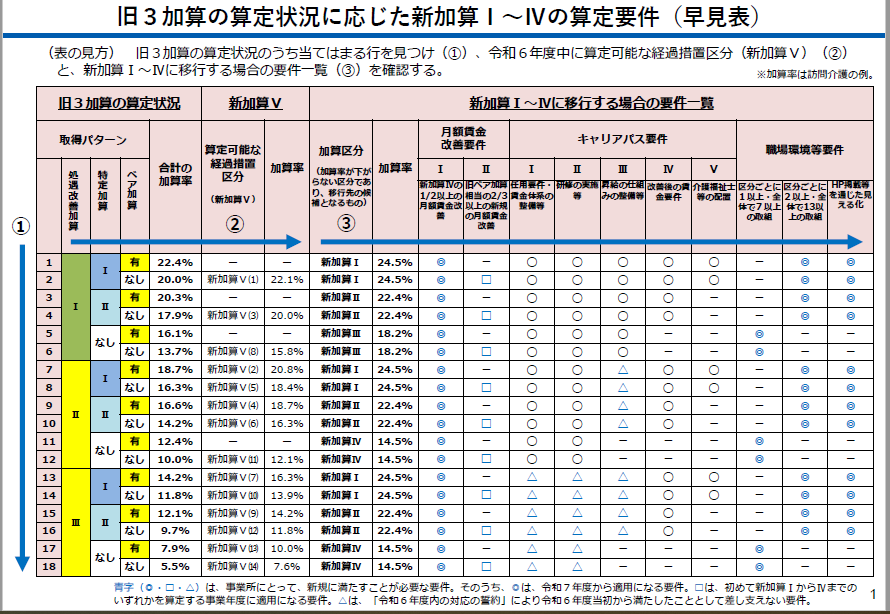 旧３加算の算定状況に応じた新加算Ⅰ～Ⅳの算定要件（早見表）
（表の見方） 旧３加算の算定状況のうち当てはまる行を見つけ（①）、令和６年度中に算定可能な経過措置区分（新加算Ⅴ）（②）
と、新加算Ⅰ～Ⅳに移行する場合の要件一覧（③）を確認する。
※加算率は訪問介護の例。
旧３加算の算定状況 新加算Ⅴ 新加算Ⅰ～Ⅳに移行する場合の要件一覧
取得パターン 合計の加算率 算定可能な経過措置区分（新加算Ⅴ） 加算率 加算区分（加算率が下がらない区分であり、移行先の候補となるもの） 加算率 月額賃金改善要件 キャリアパス要件 職場環境等要件
処遇改善加算 特定加算 ベア加算 Ⅰ Ⅱ Ⅰ Ⅱ Ⅲ Ⅳ Ⅴ 区分ごとに１以上・全体で７以上の取組 区分ごとに２以上・全体で13以上の取組 HP掲載等を通じた見える化
新加算Ⅳの1/2以上の月額賃金改善 旧ベア加算相当の2/3以上の新規の月額賃金改善 任用要件・賃金体系の整備等 研修の実施等 昇給の仕組みの整備等 改善後の賃金要件 介護福祉士等の配置
① ② ③
1 Ⅰ Ⅰ 有 22.4% － － 新加算Ⅰ 24.5% ◎ － ○ ○ ○ ○ ○ － ◎ ◎
2 なし 20.0% 新加算Ⅴ⑴ 22.1% 新加算Ⅰ 24.5% ◎ □ ○ ○ ○ ○ ○ － ◎ ◎
3 Ⅱ 有 20.3% － － 新加算Ⅱ 22.4% ◎ － ○ ○ ○ ○ － － ◎ ◎
4 なし 17.9% 新加算Ⅴ⑶ 20.0% 新加算Ⅱ 22.4% ◎ □ ○ ○ ○ ○ － － ◎ ◎
5 なし 有 16.1% － － 新加算Ⅲ 18.2% ◎ － ○ ○ ○ － － ◎ － －
6 なし 13.7% 新加算Ⅴ⑻ 15.8% 新加算Ⅲ 18.2% ◎ □ ○ ○ ○ － － ◎ － －
7 Ⅱ Ⅰ 有 18.7% 新加算Ⅴ⑵ 20.8% 新加算Ⅰ 24.5% ◎ － ○ ○ △ ○ ○ － ◎ ◎
8 なし 16.3% 新加算Ⅴ⑸ 18.4% 新加算Ⅰ 24.5% ◎ □ ○ ○ △ ○ ○ － ◎ ◎
9 Ⅱ 有 16.6% 新加算Ⅴ⑷ 18.7% 新加算Ⅱ 22.4% ◎ － ○ ○ △ ○ － － ◎ ◎
10 なし 14.2% 新加算Ⅴ⑹ 16.3% 新加算Ⅱ 22.4% ◎ □ ○ ○ △ ○ － － ◎ ◎
11 なし 有 12.4% － － 新加算Ⅳ 14.5% ◎ － ○ ○ － － － ◎ － －
12 なし 10.0% 新加算Ⅴ⑾ 12.1% 新加算Ⅳ 14.5% ◎ □ ○ ○ － － － ◎ － －
13 Ⅲ Ⅰ 有 14.2% 新加算Ⅴ⑺ 16.3% 新加算Ⅰ 24.5% ◎ － △ △ △ ○ ○ － ◎ ◎
14 なし 11.8% 新加算Ⅴ⑽ 13.9% 新加算Ⅰ 24.5% ◎ □ △ △ △ ○ ○ － ◎ ◎
15 Ⅱ 有 12.1% 新加算Ⅴ⑼ 14.2% 新加算Ⅱ 22.4% ◎ － △ △ △ ○ － － ◎ ◎
16 なし 9.7% 新加算Ⅴ⑿ 11.8% 新加算Ⅱ 22.4% ◎ □ △ △ △ ○ － － ◎ ◎
17 なし 有 7.9% 新加算Ⅴ⒀ 10.0% 新加算Ⅳ 14.5% ◎ － △ △ － － － ◎ － －
18 なし 5.5% 新加算Ⅴ⒁ 7.6% 新加算Ⅳ 14.5% ◎ □ △ △ － － － ◎ － －
青字（◎・□・△）は、事業所にとって、新規に満たすことが必要な要件。そのうち、◎は、令和７年度から適用になる要件。□は、初めて新加算ⅠからⅣまでの
いずれかを算定する事業年度に適用になる要件。△は、「令和６年度内の対応の誓約」により令和６年度当初から満たしたこととして差し支えない要件。
1